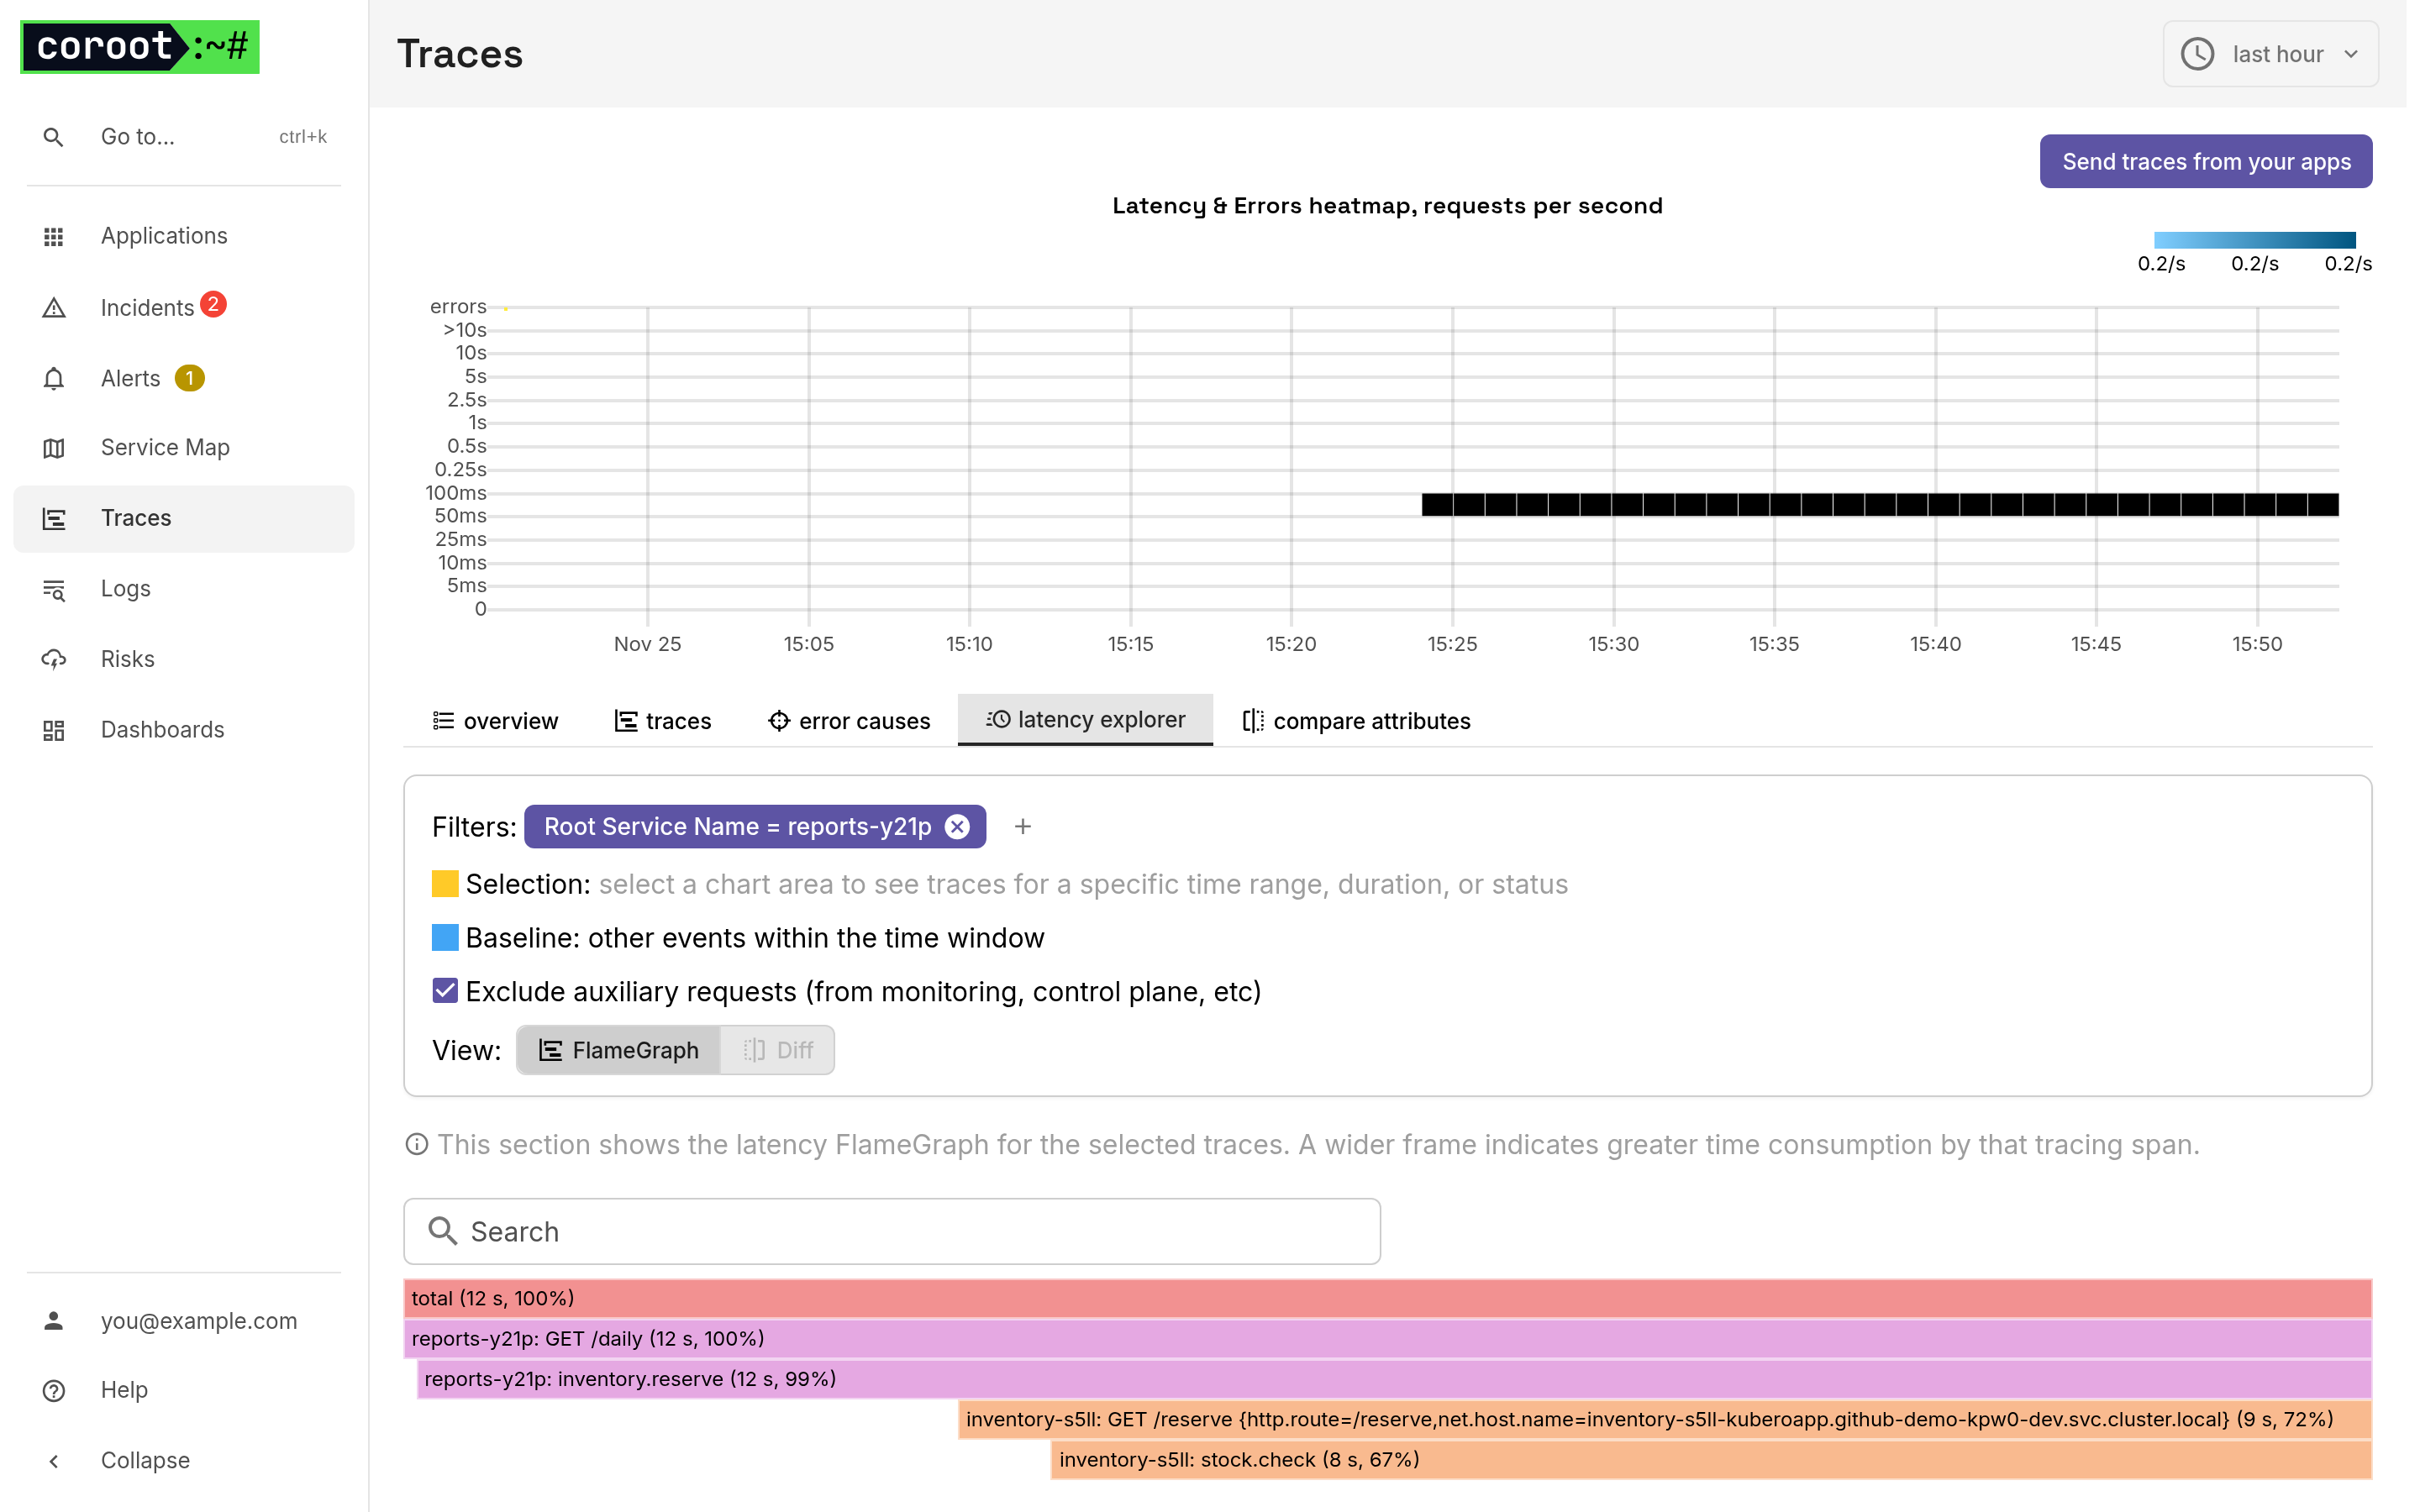 coroot:~#
Go to...
ctrl+k
Applications
Incidents 2
Alerts 1
Service Map
Traces
Logs
Risks
Dashboards
you@example.com
Help
Collapse
Traces
last hour
Send traces from your apps
Latency & Errors heatmap, requests per second
0.2/s 0.2/s 0.2/s
errors
>10s
10s
5s
2.5s
1s
0.5s
0.25s
100ms
50ms
25ms
10ms
5ms
0
Nov 25 15:05 15:10 15:15 15:20 15:25 15:30 15:35 15:40 15:45 15:50
overview traces error causes latency explorer compare attributes
Filters: Root Service Name = reports-y21p +
Selection: select a chart area to see traces for a specific time range, duration, or status
Baseline: other events within the time window
Exclude auxiliary requests (from monitoring, control plane, etc)
View: FlameGraph Diff
This section shows the latency FlameGraph for the selected traces. A wider frame indicates greater time consumption by that tracing span.
Search
total (12 s, 100%)
reports-y21p: GET /daily (12 s, 100%)
reports-y21p: inventory.reserve (12 s, 99%)
inventory-s5ll: GET /reserve {http.route=/reserve,net.host.name=inventory-s5ll-kuberoapp.github-demo-kpw0-dev.svc.cluster.local} (9 s, 72%)
inventory-s5ll: stock.check (8 s, 67%)